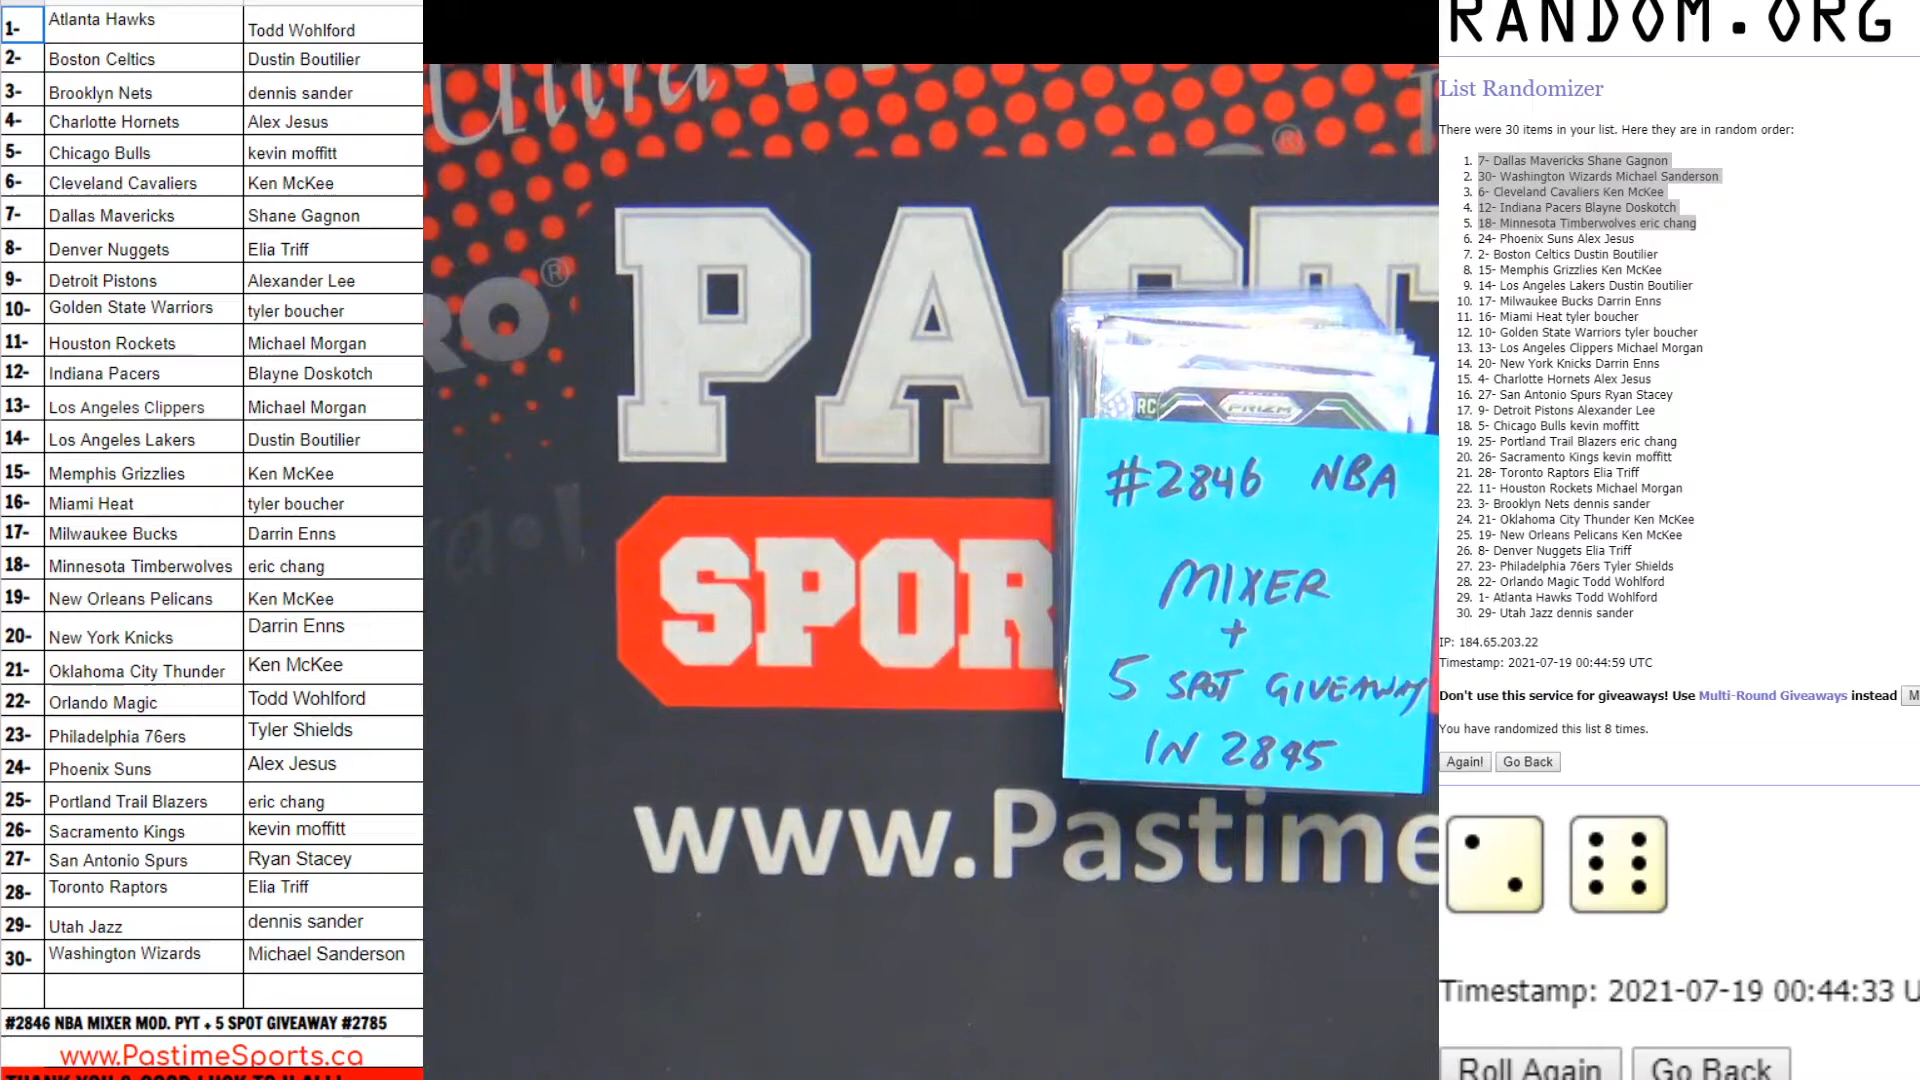 1- Atlanta Hawks Todd Wohlford
2- Boston Celtics Dustin Boutilier
3- Brooklyn Nets dennis sander
4- Charlotte Hornets Alex Jesus
5- Chicago Bulls kevin moffitt
6- Cleveland Cavaliers Ken McKee
7- Dallas Mavericks Shane Gagnon
8- Denver Nuggets Elia Triff
9- Detroit Pistons Alexander Lee
10- Golden State Warriors tyler boucher
11- Houston Rockets Michael Morgan
12- Indiana Pacers Blayne Doskotch
13- Los Angeles Clippers Michael Morgan
14- Los Angeles Lakers Dustin Boutilier
15- Memphis Grizzlies Ken McKee
16- Miami Heat tyler boucher
17- Milwaukee Bucks Darrin Enns
18- Minnesota Timberwolves eric chang
19- New Orleans Pelicans Ken McKee
20- New York Knicks Darrin Enns
21- Oklahoma City Thunder Ken McKee
22- Orlando Magic Todd Wohlford
23- Philadelphia 76ers Tyler Shields
24- Phoenix Suns Alex Jesus
25- Portland Trail Blazers eric chang
26- Sacramento Kings kevin moffitt
27- San Antonio Spurs Ryan Stacey
28- Toronto Raptors Elia Triff
29- Utah Jazz dennis sander
30- Washington Wizards Michael Sanderson
#2846 NBA MIXER MOD. PYT + 5 SPOT GIVEAWAY #2785
www.PastimeSports.ca
THANK YOU & GOOD LUCK TO U ALL!
Ultra
PAST
SPOR
www.Pastime
RC PRIZM
#2846 NBA
MIXER
+
5 SPOT GIVEAWAY
IN 2845
RANDOM.ORG
List Randomizer
There were 30 items in your list. Here they are in random order:
1. 7- Dallas Mavericks Shane Gagnon
2. 30- Washington Wizards Michael Sanderson
3. 6- Cleveland Cavaliers Ken McKee
4. 12- Indiana Pacers Blayne Doskotch
5. 18- Minnesota Timberwolves eric chang
6. 24- Phoenix Suns Alex Jesus
7. 2- Boston Celtics Dustin Boutilier
8. 15- Memphis Grizzlies Ken McKee
9. 14- Los Angeles Lakers Dustin Boutilier
10. 17- Milwaukee Bucks Darrin Enns
11. 16- Miami Heat tyler boucher
12. 10- Golden State Warriors tyler boucher
13. 13- Los Angeles Clippers Michael Morgan
14. 20- New York Knicks Darrin Enns
15. 4- Charlotte Hornets Alex Jesus
16. 27- San Antonio Spurs Ryan Stacey
17. 9- Detroit Pistons Alexander Lee
18. 5- Chicago Bulls kevin moffitt
19. 25- Portland Trail Blazers eric chang
20. 26- Sacramento Kings kevin moffitt
21. 28- Toronto Raptors Elia Triff
22. 11- Houston Rockets Michael Morgan
23. 3- Brooklyn Nets dennis sander
24. 21- Oklahoma City Thunder Ken McKee
25. 19- New Orleans Pelicans Ken McKee
26. 8- Denver Nuggets Elia Triff
27. 23- Philadelphia 76ers Tyler Shields
28. 22- Orlando Magic Todd Wohlford
29. 1- Atlanta Hawks Todd Wohlford
30. 29- Utah Jazz dennis sander
IP: 184.65.203.22
Timestamp: 2021-07-19 00:44:59 UTC
Don't use this service for giveaways! Use Multi-Round Giveaways instead M
You have randomized this list 8 times.
Again! Go Back
Timestamp: 2021-07-19 00:44:33 U
Roll Again Go Back